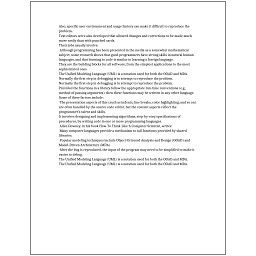 Also, specific user environment and usage history can make it difficult to reproduce the
problem.
Text editors were also developed that allowed changes and corrections to be made much
more easily than with punched cards.
Their jobs usually involve:
Although programming has been presented in the media as a somewhat mathematical
subject, some research shows that good programmers have strong skills in natural human
languages, and that learning to code is similar to learning a foreign language.
They are the building blocks for all software, from the simplest applications to the most
sophisticated ones.
The Unified Modeling Language (UML) is a notation used for both the OOAD and MDA.
Normally the first step in debugging is to attempt to reproduce the problem.
Normally the first step in debugging is to attempt to reproduce the problem.
Provided the functions in a library follow the appropriate run-time conventions (e.g.,
method of passing arguments), then these functions may be written in any other language.
Some of these factors include:
The presentation aspects of this (such as indents, line breaks, color highlighting, and so on)
are often handled by the source code editor, but the content aspects reflect the
programmer's talent and skills.
It involves designing and implementing algorithms, step-by-step specifications of
procedures, by writing code in one or more programming languages.
Allen Downey, in his book How To Think Like A Computer Scientist, writes:
Many computer languages provide a mechanism to call functions provided by shared
libraries.
Popular modeling techniques include Object-Oriented Analysis and Design (OOAD) and
Model-Driven Architecture (MDA).
After the bug is reproduced, the input of the program may need to be simplified to make it
easier to debug.
The Unified Modeling Language (UML) is a notation used for both the OOAD and MDA.
The Unified Modeling Language (UML) is a notation used for both the OOAD and MDA.